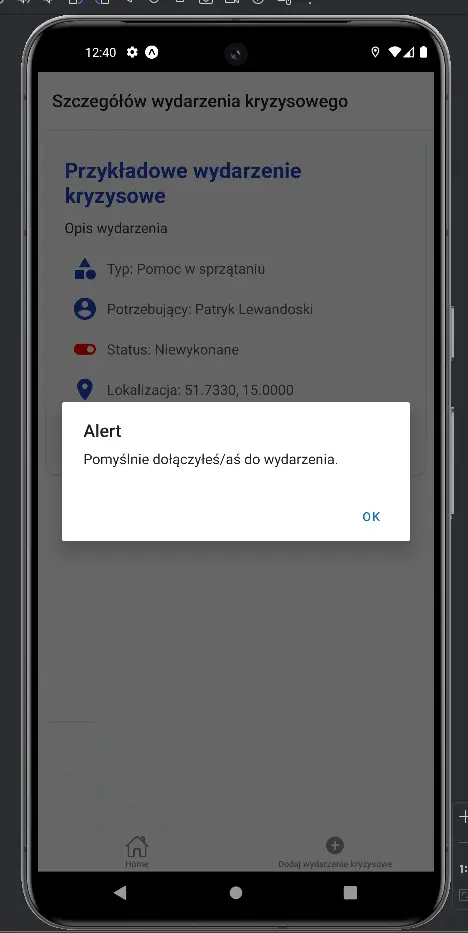 12:40
Szczegółów wydarzenia kryzysowego
Przykładowe wydarzenie
kryzysowe
Opis wydarzenia
Typ: Pomoc w sprzątaniu
Potrzebujący: Patryk Lewandoski
Status: Niewykonane
Lokalizacja: 51.7330, 15.0000
Alert
Pomyślnie dołączyłeś/aś do wydarzenia.
OK
Home
Dodaj wydarzenie kryzysowe
1: